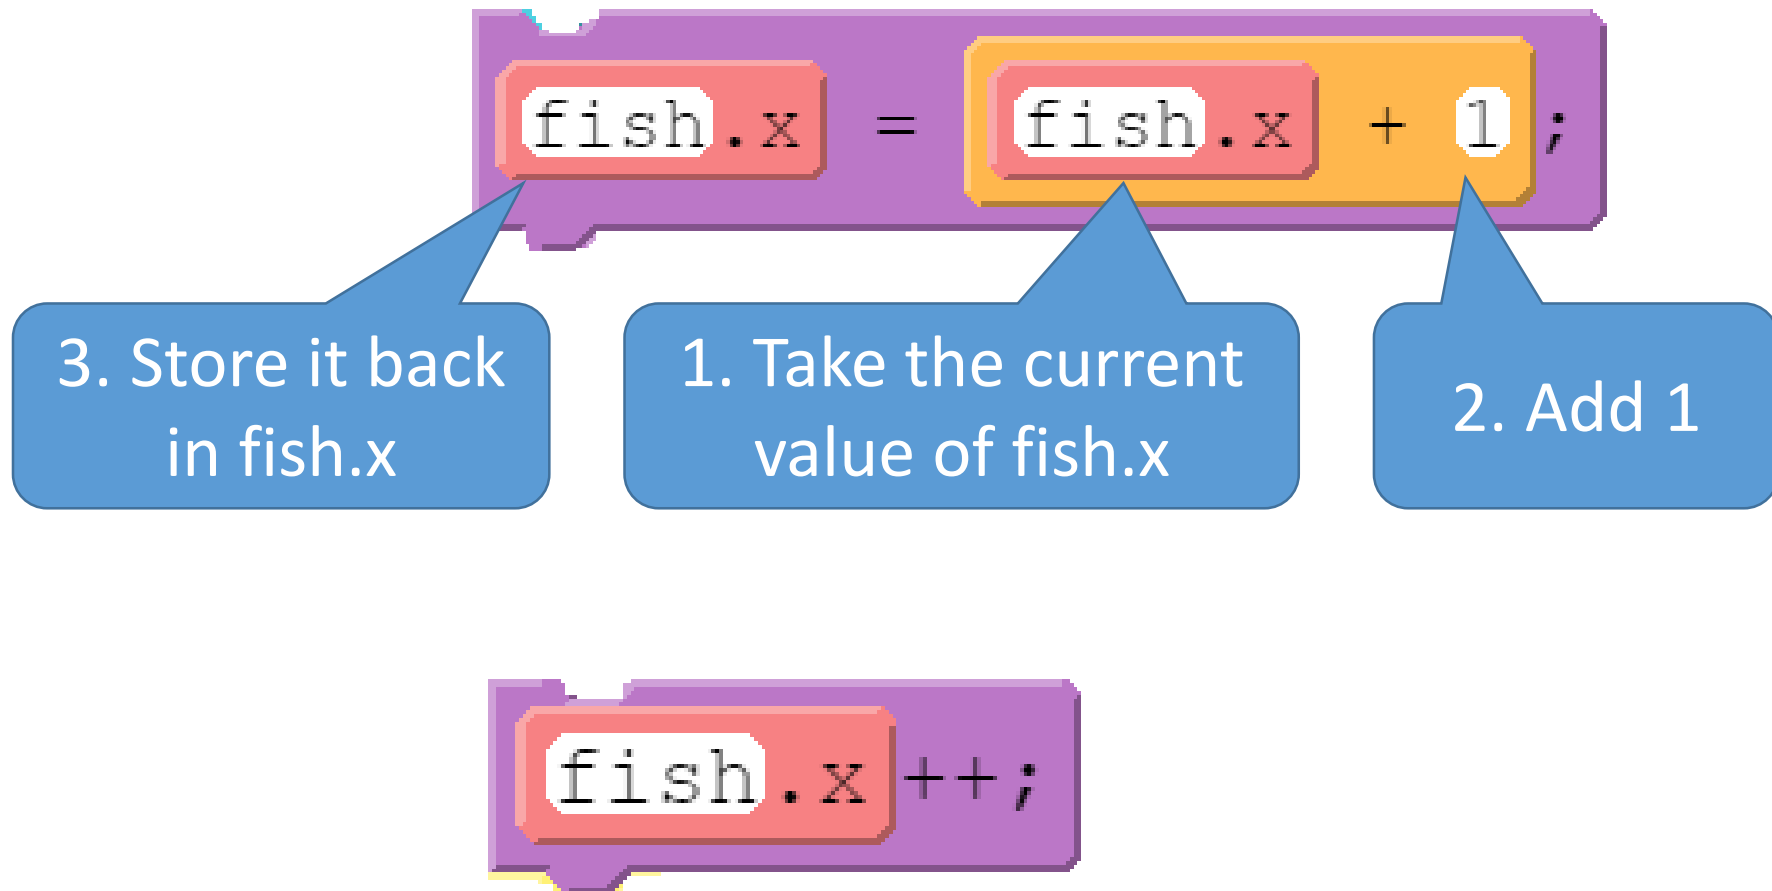 fish.x = fish.x + 1;
3. Store it back
in fish.x
1. Take the current
value of fish.x
2. Add 1
fish.x++;